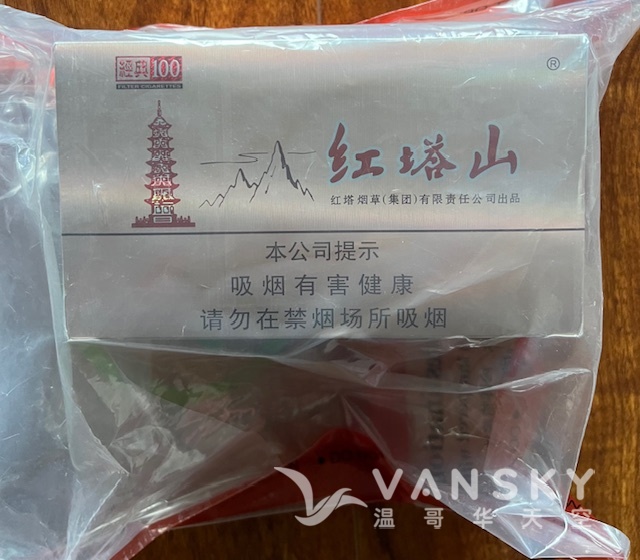 經典100
FILTER CIGARETTES
®
红塔山
红塔烟草(集团)有限责任公司出品
本公司提示
吸烟有害健康
请勿在禁烟场所吸烟
VANSKY
温哥华天空